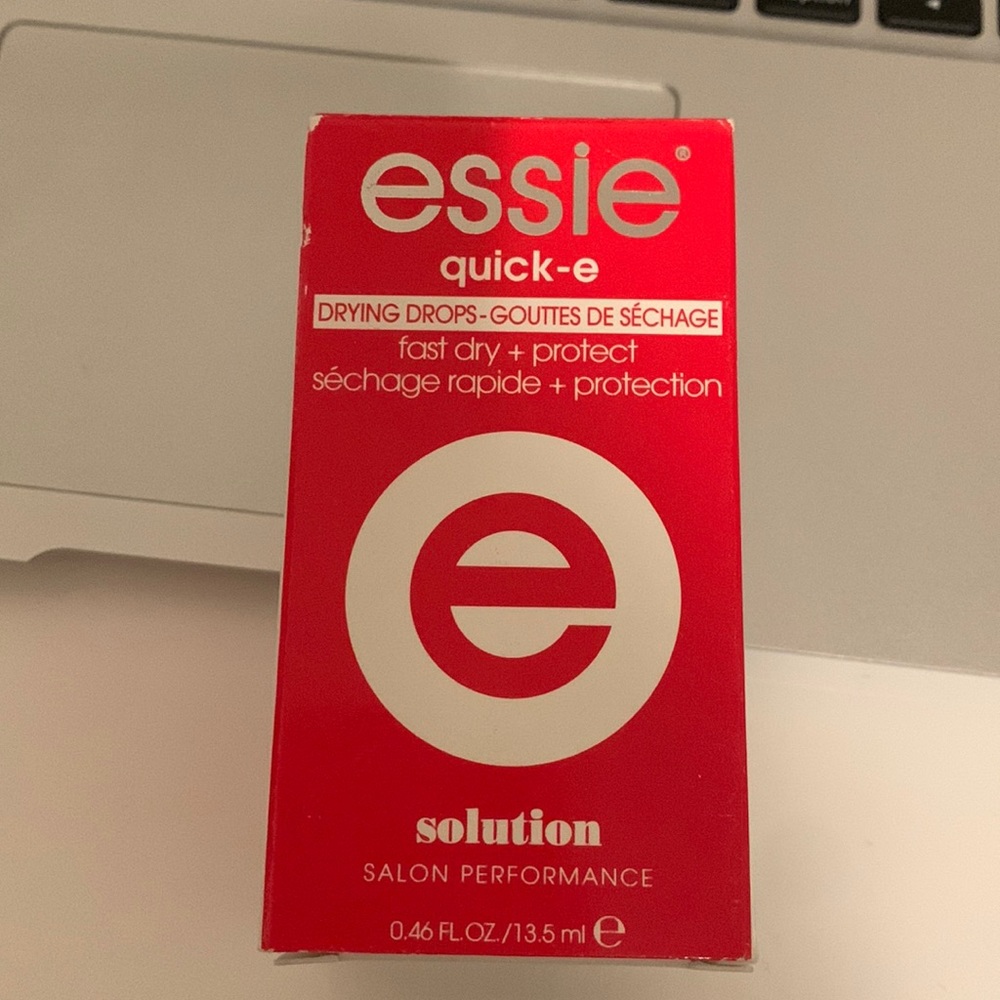 essie®
quick-e
DRYING DROPS-GOUTTES DE SÉCHAGE
fast dry + protect
séchage rapide + protection
e
solution
SALON PERFORMANCE
0.46 FL.OZ./13.5 ml ℮